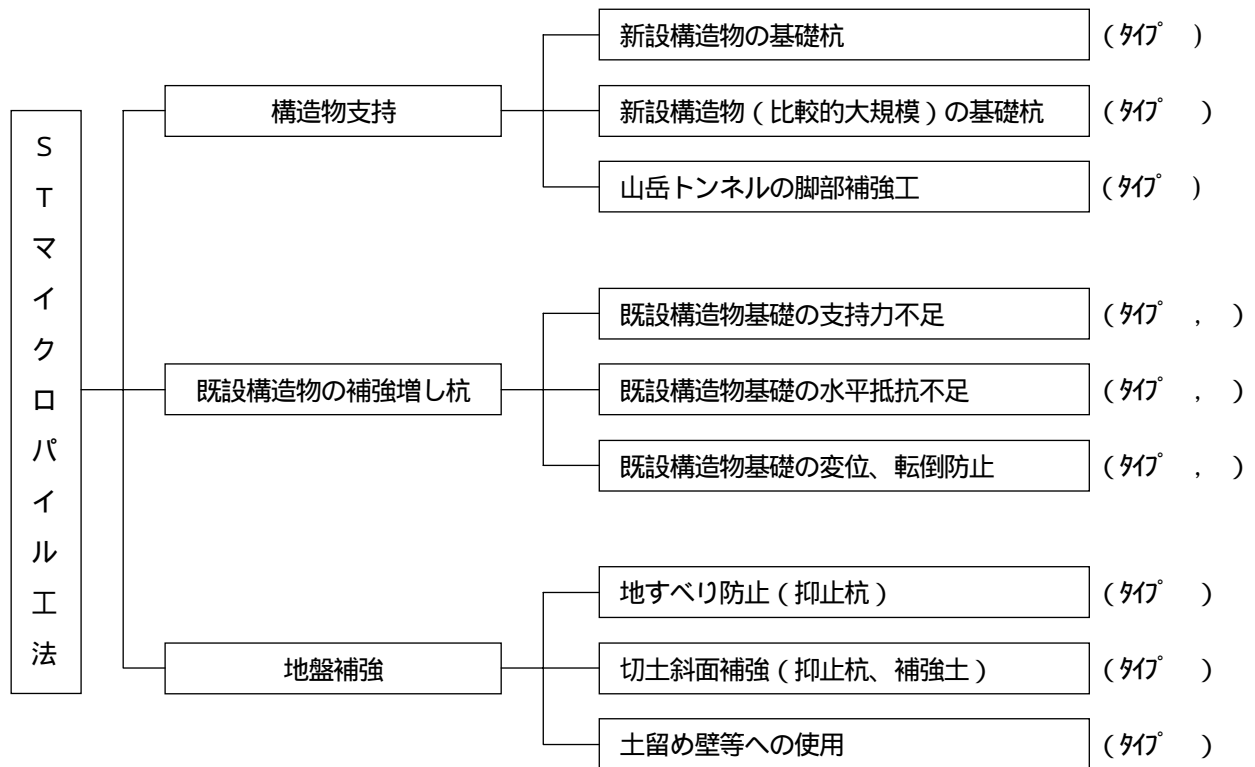 STマイクロパイル工法
構造物支持
新設構造物の基礎杭 (ﾀｲﾌﾟ )
新設構造物(比較的大規模)の基礎杭 (ﾀｲﾌﾟ )
山岳トンネルの脚部補強工 (ﾀｲﾌﾟ )
既設構造物の補強増し杭
既設構造物基礎の支持力不足 (ﾀｲﾌﾟ , )
既設構造物基礎の水平抵抗不足 (ﾀｲﾌﾟ , )
既設構造物基礎の変位、転倒防止 (ﾀｲﾌﾟ , )
地盤補強
地すべり防止(抑止杭) (ﾀｲﾌﾟ )
切土斜面補強(抑止杭、補強土) (ﾀｲﾌﾟ )
土留め壁等への使用 (ﾀｲﾌﾟ )